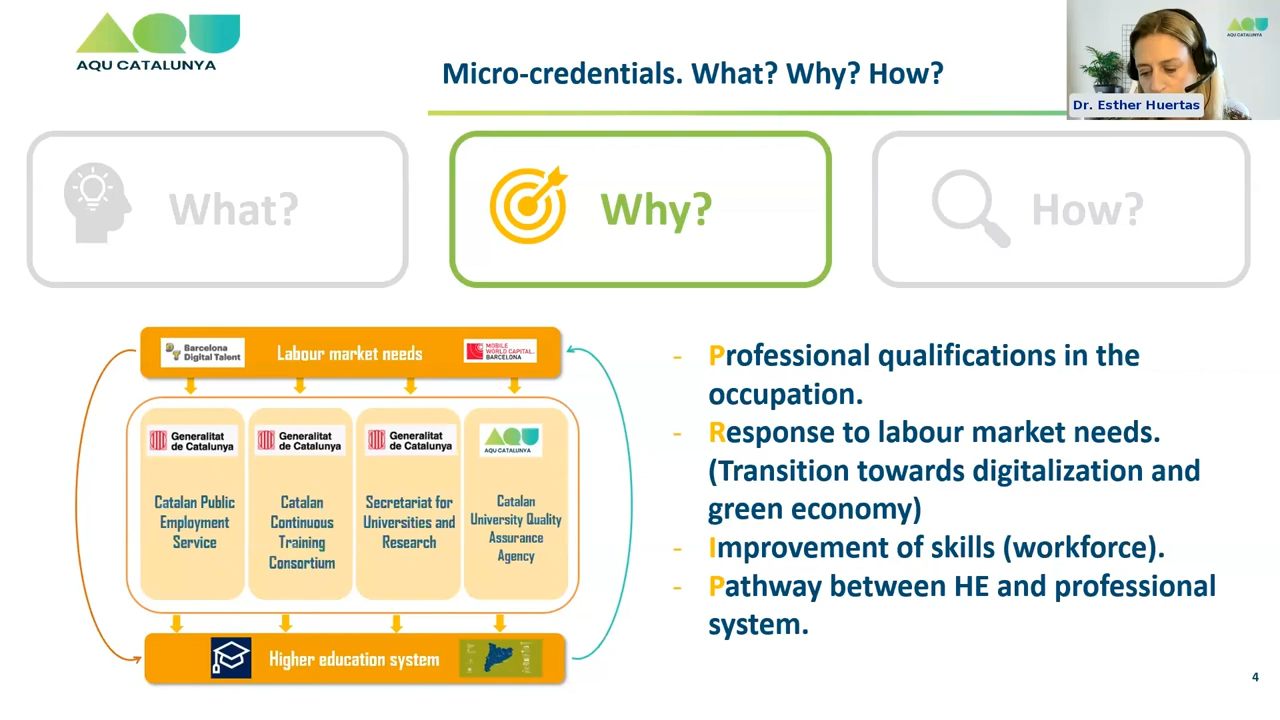 AQU CATALUNYA
Micro-credentials. What? Why? How?
AQU CATALUNYA
Dr. Esther Huertas
What?
Why?
How?
Barcelona
Digital Talent
Labour market needs
MOBILE
WORLD CAPITAL
BARCELONA
Generalitat
de Catalunya
Catalan Public
Employment
Service
Generalitat
de Catalunya
Catalan
Continuous
Training
Consortium
Generalitat
de Catalunya
Secretariat for
Universities and
Research
AQU CATALUNYA
Catalan
University Quality
Assurance
Agency
Higher education system
- Professional qualifications in the
occupation.
- Response to labour market needs.
(Transition towards digitalization and
green economy)
- Improvement of skills (workforce).
- Pathway between HE and professional
system.
4